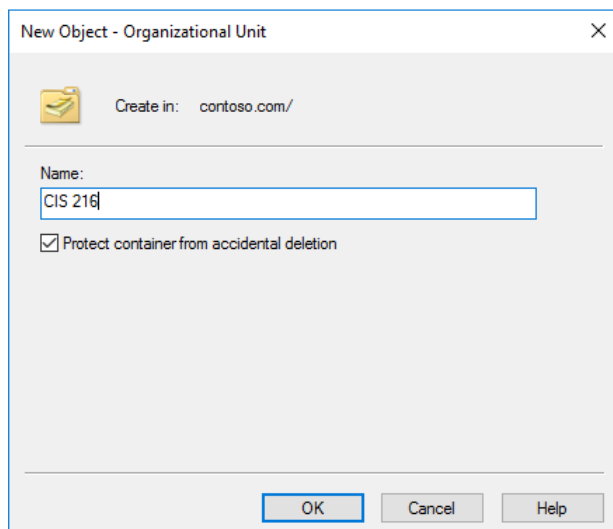 New Object - Organizational Unit
Create in: contoso.com/
Name:
CIS 216
Protect container from accidental deletion
OK Cancel Help